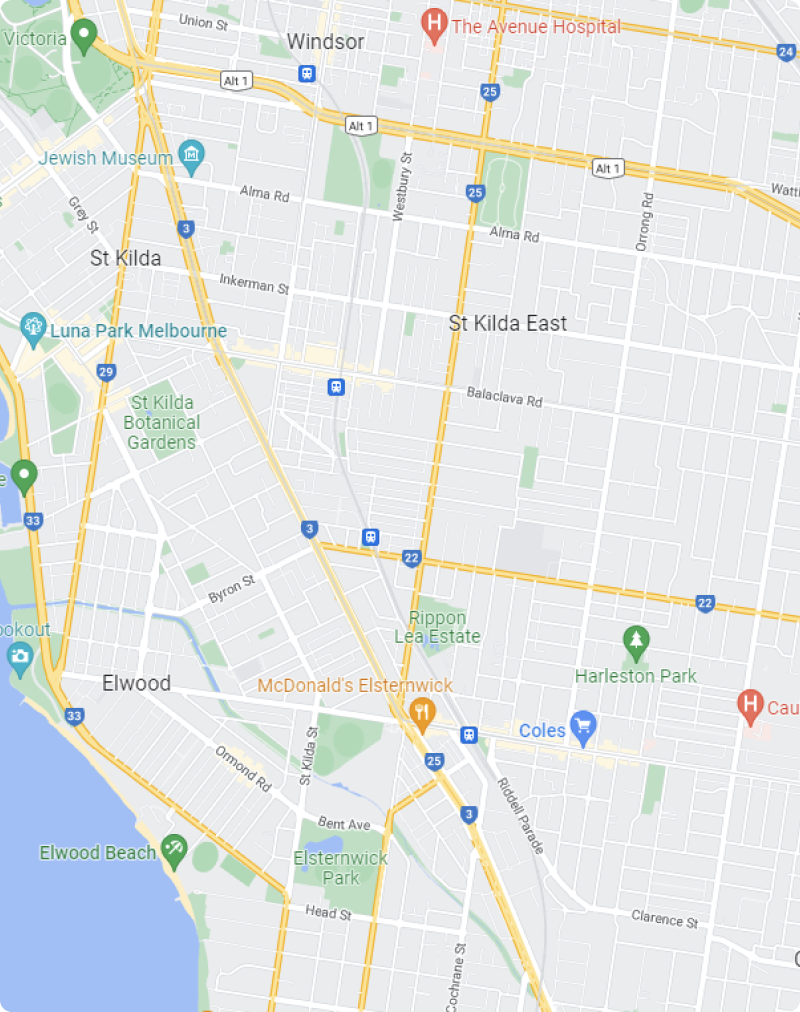 Union St
Windsor
The Avenue Hospital
Victoria
24
Alt 1
25
Alt 1
Jewish Museum
Alt 1
Alma Rd
Westbury St
25
Grey St
3
Orrong Rd
Alma Rd
St Kilda
Inkerman St
St Kilda East
Luna Park Melbourne
29
St Kilda
Botanical
Gardens
Balaclava Rd
33
3
22
22
Byron St
Rippon
Lea Estate
Harleston Park
Elwood
McDonald's Elsternwick
33
Coles
St Kilda St
Ormond Rd
25
3
Riddell Parade
Bent Ave
Elwood Beach
Elsternwick
Park
Head St
Clarence St
Cochrane St